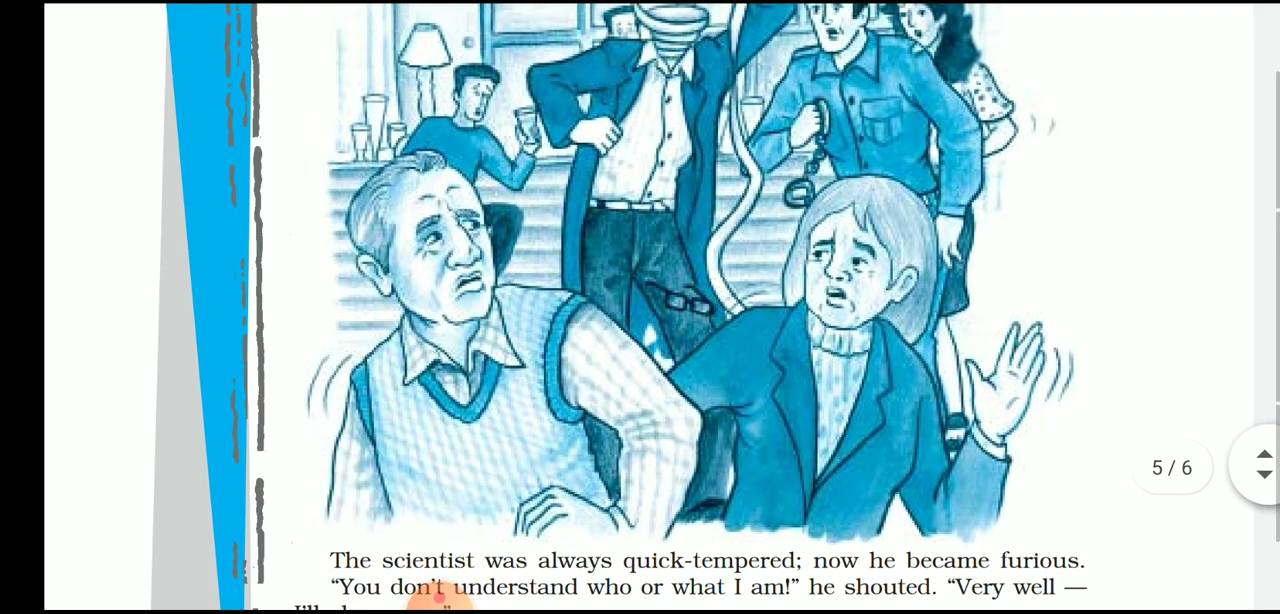 5 / 6
The scientist was always quick-tempered; now he became furious.
“You don’t understand who or what I am!” he shouted. “Very well —